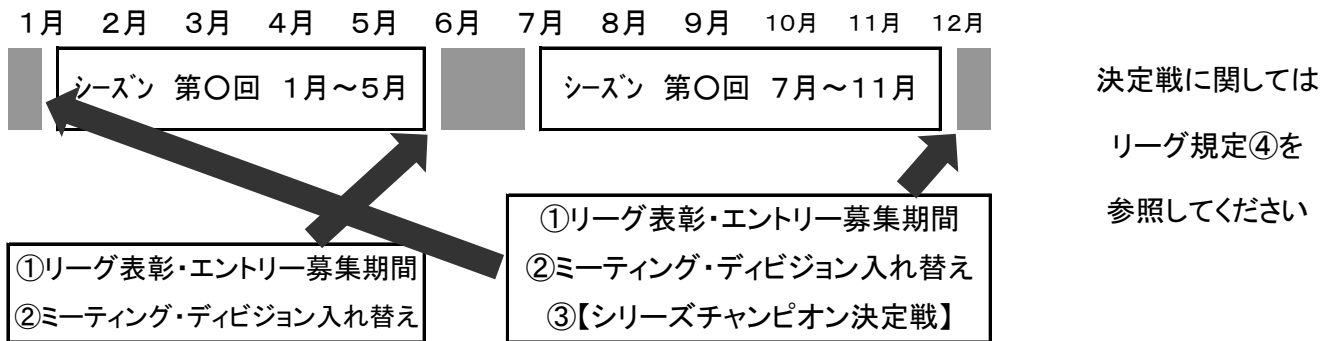 1月 2月 3月 4月 5月 6月 7月 8月 9月 10月 11月 12月
シーズン 第〇回 1月～5月
シーズン 第〇回 7月～11月
決定戦に関しては
リーグ規定④を
参照してください
①リーグ表彰・エントリー募集期間
②ミーティング・ディビジョン入れ替え
①リーグ表彰・エントリー募集期間
②ミーティング・ディビジョン入れ替え
③【シリーズチャンピオン決定戦】